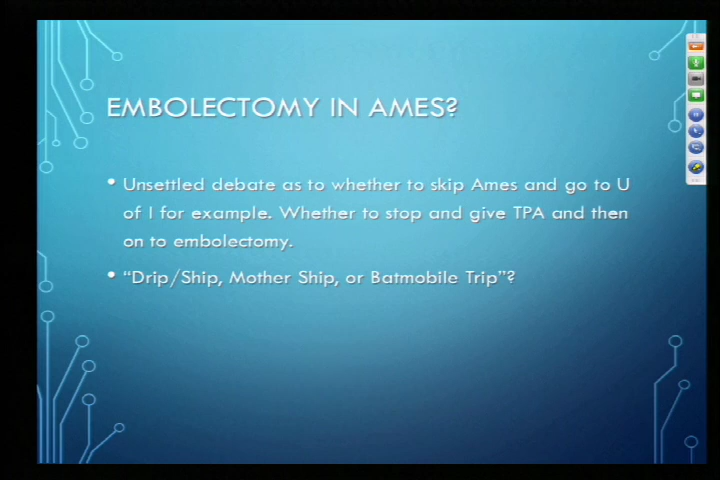 EMBOLECTOMY IN AMES?
• Unsettled debate as to whether to skip Ames and go to U
of I for example. Whether to stop and give TPA and then
on to embolectomy.
• “Drip/Ship, Mother Ship, or Batmobile Trip”?